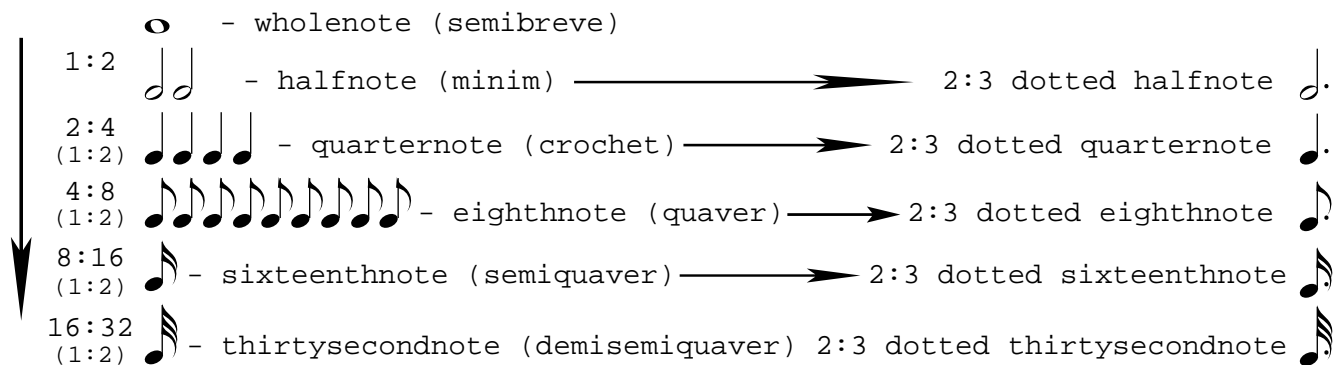 - wholenote (semibreve)
1:2 - halfnote (minim) 2:3 dotted halfnote
2:4
(1:2) - quarternote (crochet) 2:3 dotted quarternote
4:8
(1:2) - eighthnote (quaver) 2:3 dotted eighthnote
8:16
(1:2) - sixteenthnote (semiquaver) 2:3 dotted sixteenthnote
16:32
(1:2) - thirtysecondnote (demisemiquaver) 2:3 dotted thirtysecondnote